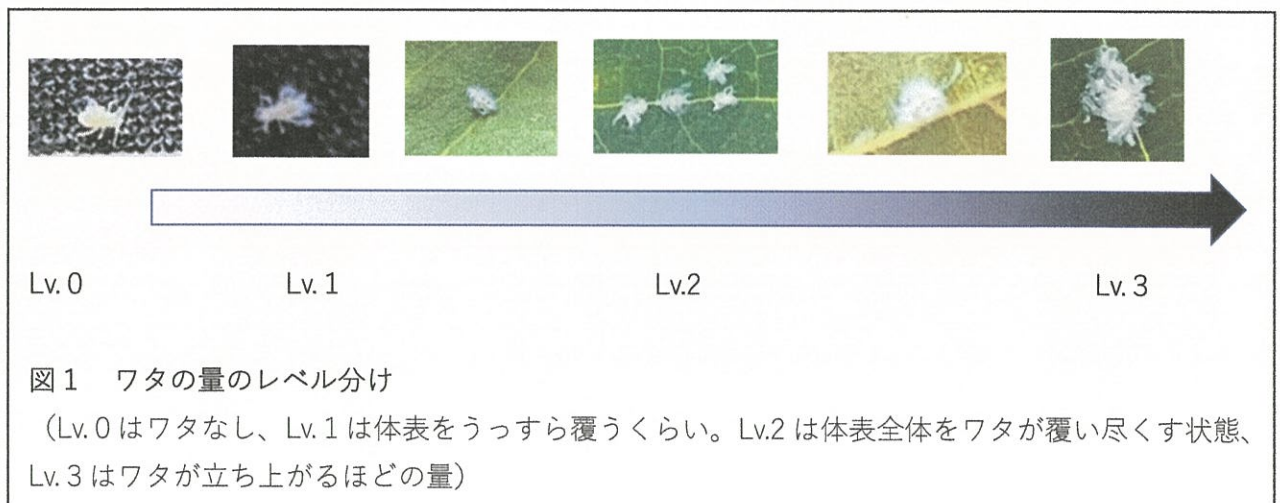 Lv. 0 Lv. 1 Lv.2 Lv. 3
図1 ワタの量のレベル分け
（Lv. 0 はワタなし、Lv. 1 は体表をうっすら覆うくらい。Lv.2 は体表全体をワタが覆い尽くす状態、
Lv. 3 はワタが立ち上がるほどの量）